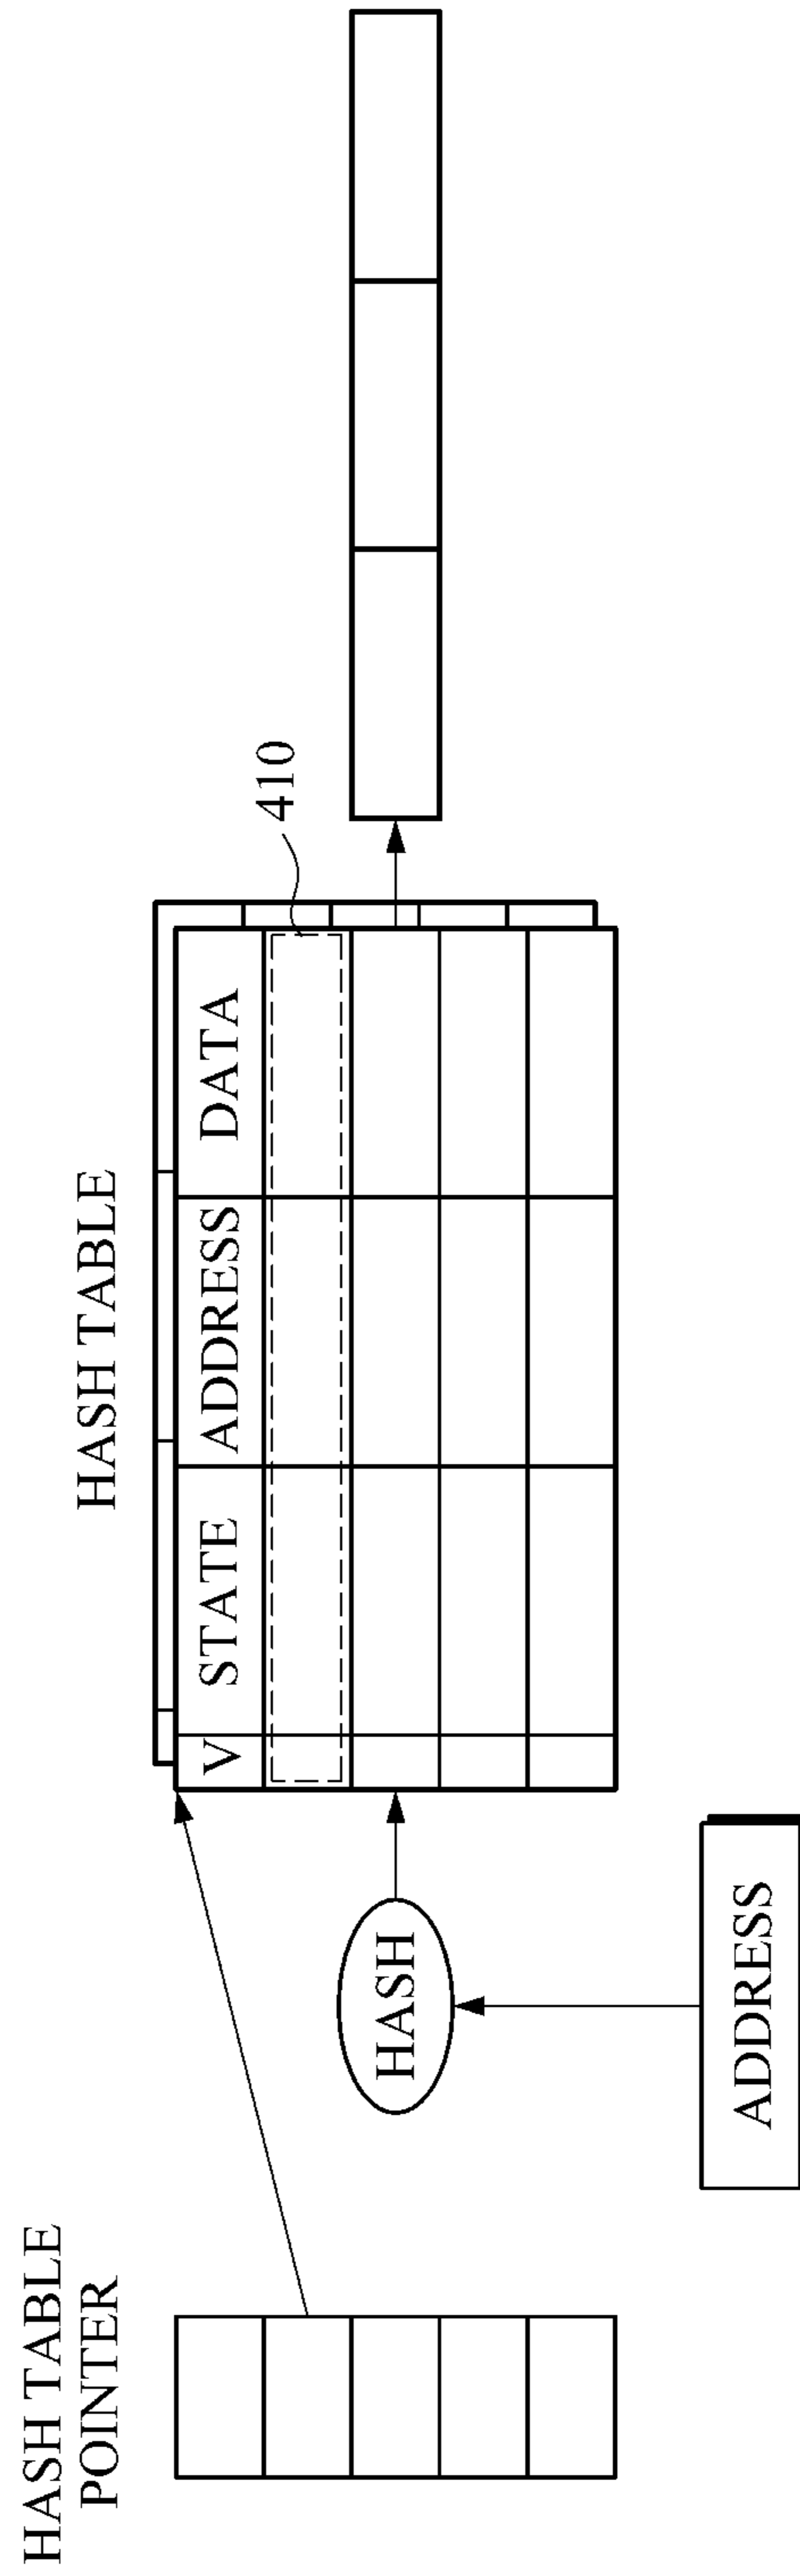 HASH TABLE
POINTER
HASH TABLE
410
V STATE ADDRESS DATA
HASH
ADDRESS